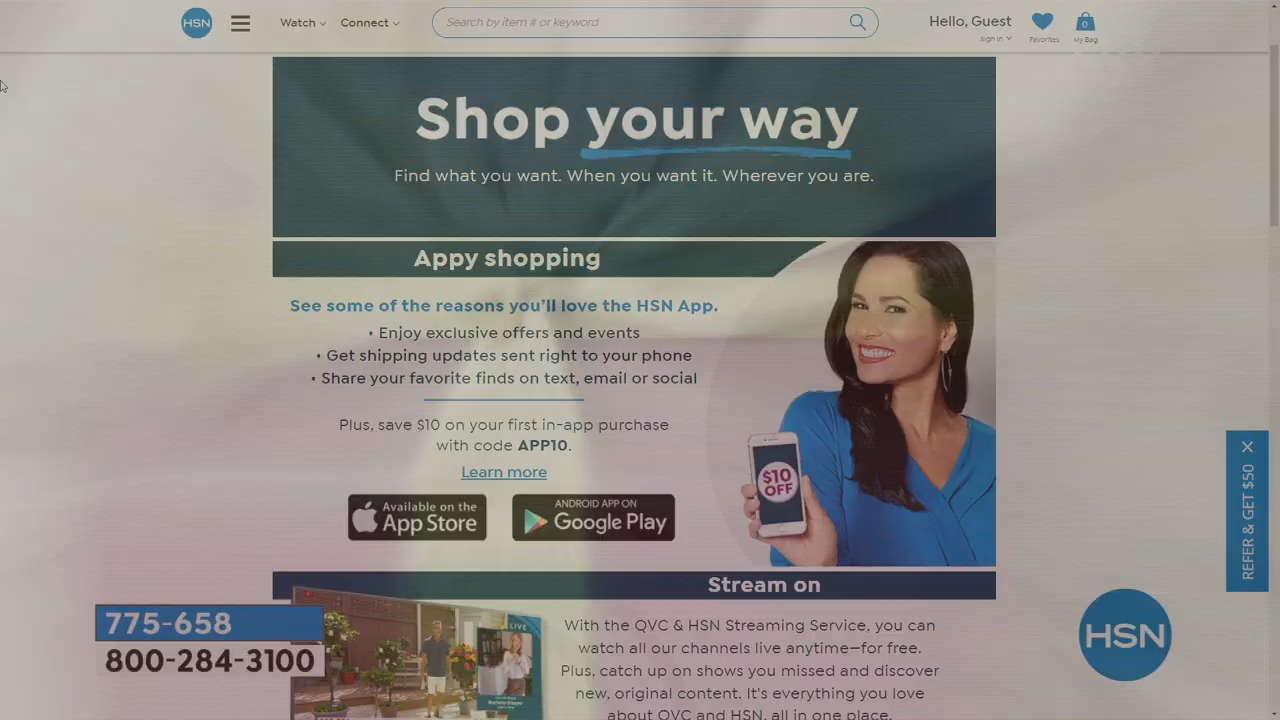 HSN
Watch
Connect
Search by item # or keyword
Hello, Guest
Sign in
Favorites
0
My Bag
Shop your way
Find what you want. When you want it. Wherever you are.
Appy shopping
See some of the reasons you'll love the HSN App.
• Enjoy exclusive offers and events
• Get shipping updates sent right to your phone
• Share your favorite finds on text, email or social
Plus, save $10 on your first in-app purchase
with code APP10.
Learn more
Available on the
App Store
ANDROID APP ON
Google Play
$10
OFF
REFER & GET $50
Stream on
LIVE
With the QVC & HSN Streaming Service, you can
watch all our channels live anytime—for free.
Plus, catch up on shows you missed and discover
new, original content. It's everything you love
about QVC and HSN, all in one place.
775-658
800-284-3100
HSN